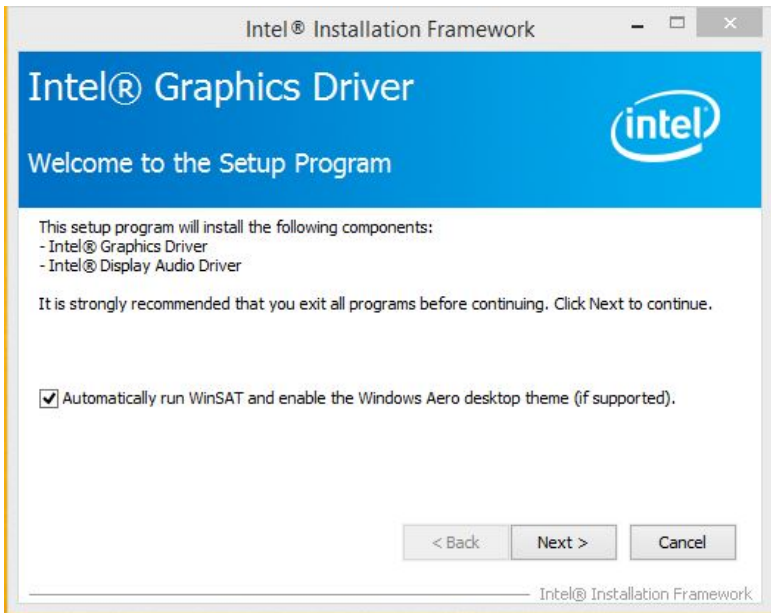 Intel® Installation Framework
Intel® Graphics Driver
intel
Welcome to the Setup Program
This setup program will install the following components:
- Intel® Graphics Driver
- Intel® Display Audio Driver
It is strongly recommended that you exit all programs before continuing. Click Next to continue.
Automatically run WinSAT and enable the Windows Aero desktop theme (if supported).
< Back Next > Cancel
Intel® Installation Framework